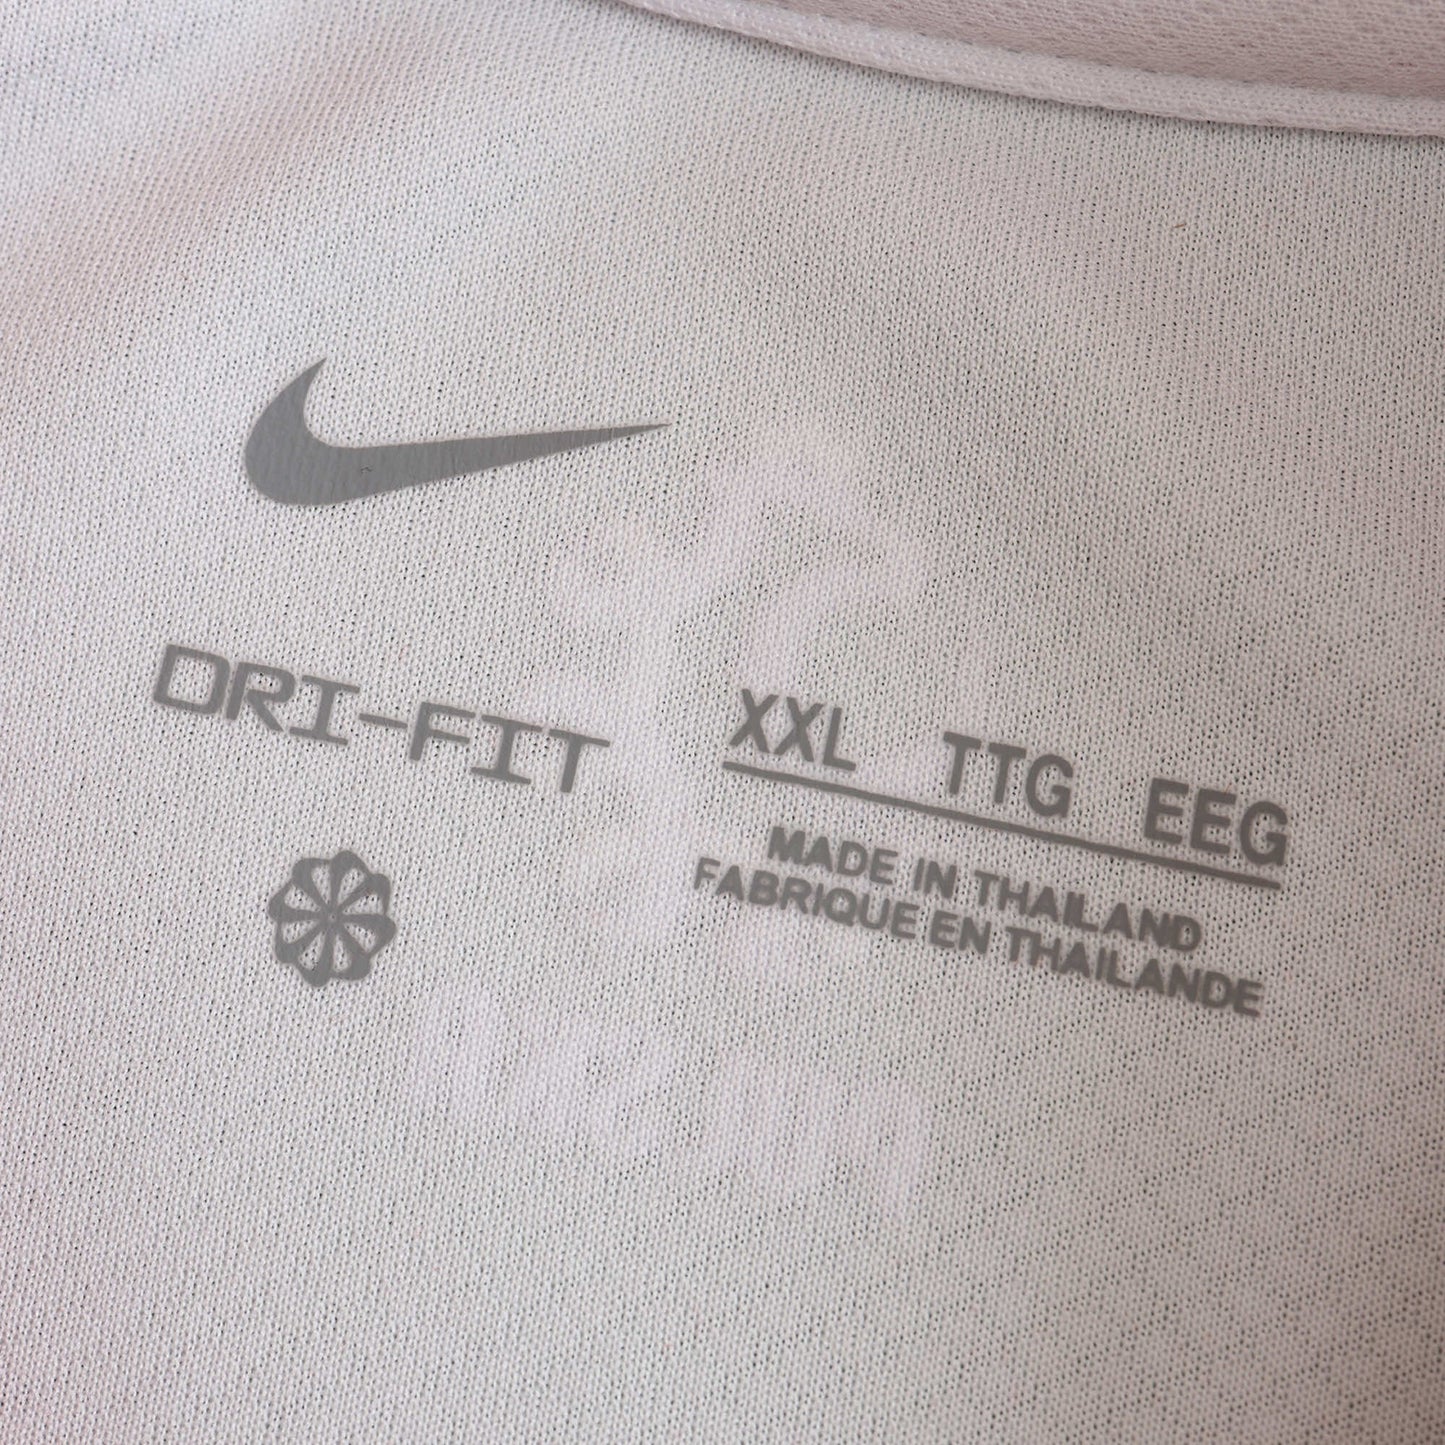 DRI-FIT
XXL TTG EEG
MADE IN THAILAND
FABRIQUE EN THAILANDE